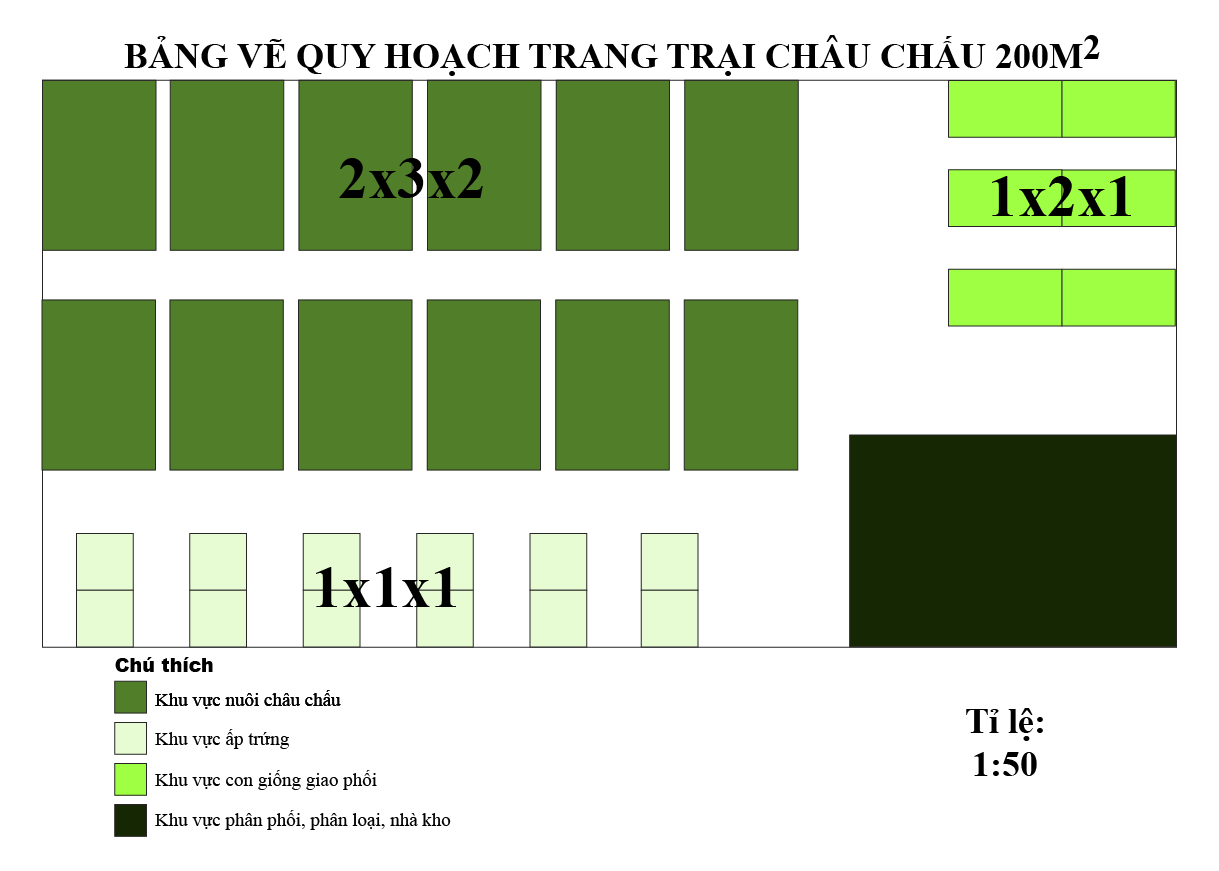 BẢNG VẼ QUY HOẠCH TRANG TRẠI CHÂU CHẤU 200M2
2x3x2
1x2x1
1x1x1
Chú thích
Khu vực nuôi châu chấu
Khu vực ấp trứng
Khu vực con giống giao phối
Khu vực phân phối, phân loại, nhà kho
Tỉ lệ:
1:50